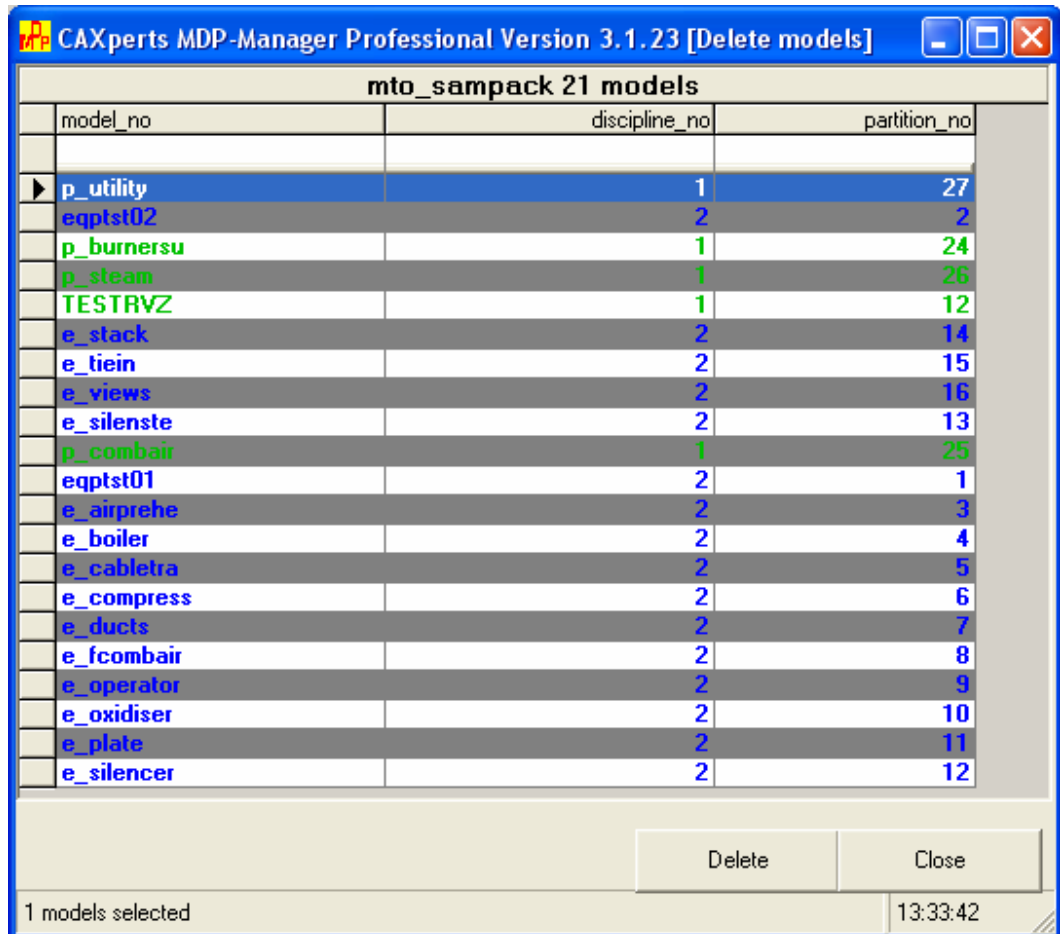 MDP CAXperts MDP-Manager Professional Version 3.1.23 [Delete models]
mto_sampack 21 models
model_no discipline_no partition_no
p_utility 1 27
eqptst02 2 2
p_burnersu 1 24
p_steam 1 26
TESTRVZ 1 12
e_stack 2 14
e_tiein 2 15
e_views 2 16
e_silenste 2 13
p_combair 1 25
eqptst01 2 1
e_airprehe 2 3
e_boiler 2 4
e_cabletra 2 5
e_compress 2 6
e_ducts 2 7
e_fcombair 2 8
e_operator 2 9
e_oxidiser 2 10
e_plate 2 11
e_silencer 2 12
Delete Close
1 models selected 13:33:42